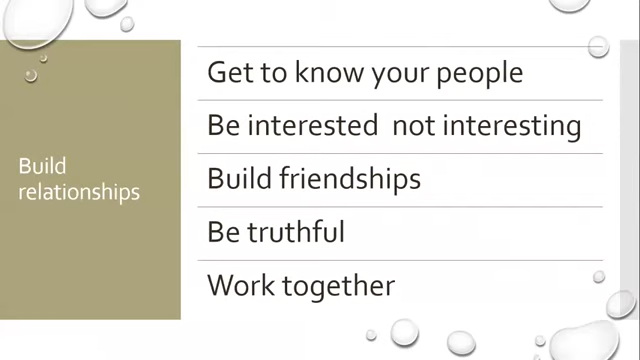 Build
relationships
Get to know your people
Be interested  not interesting
Build friendships
Be truthful
Work together